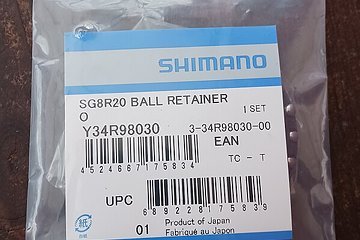 SHIMANO
SG8R20 BALL RETAINER
O
1 SET
Y34R98030
3-34R98030-00
EAN
4524667175834
TC - T
UPC
689228175839
紙
01
Product of Japan
Fabriqué au Japon